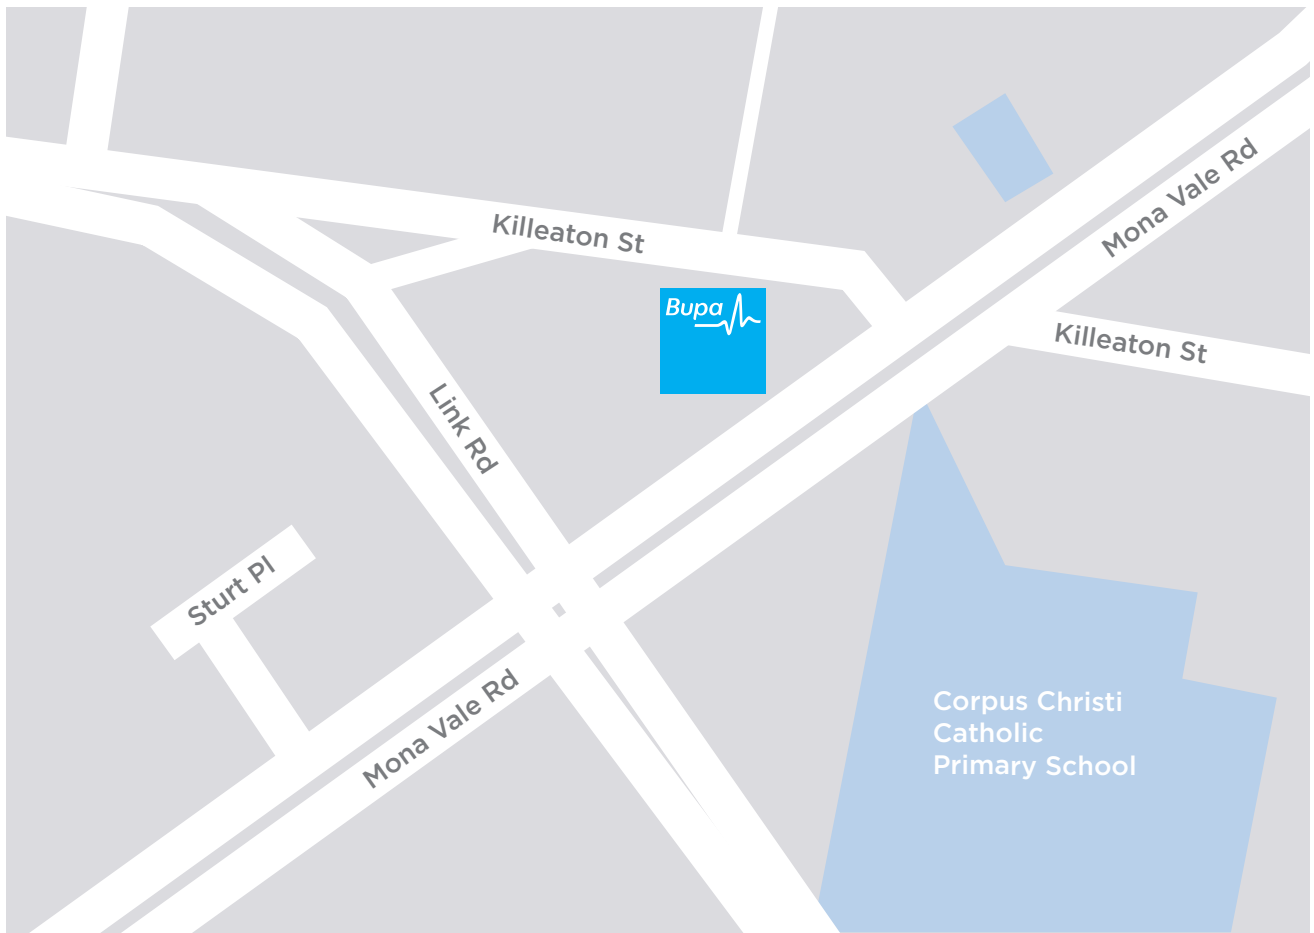 Mona Vale Rd
Killeaton St
Bupa
Killeaton St
Link Rd
Sturt Pl
Mona Vale Rd
Corpus Christi
Catholic
Primary School